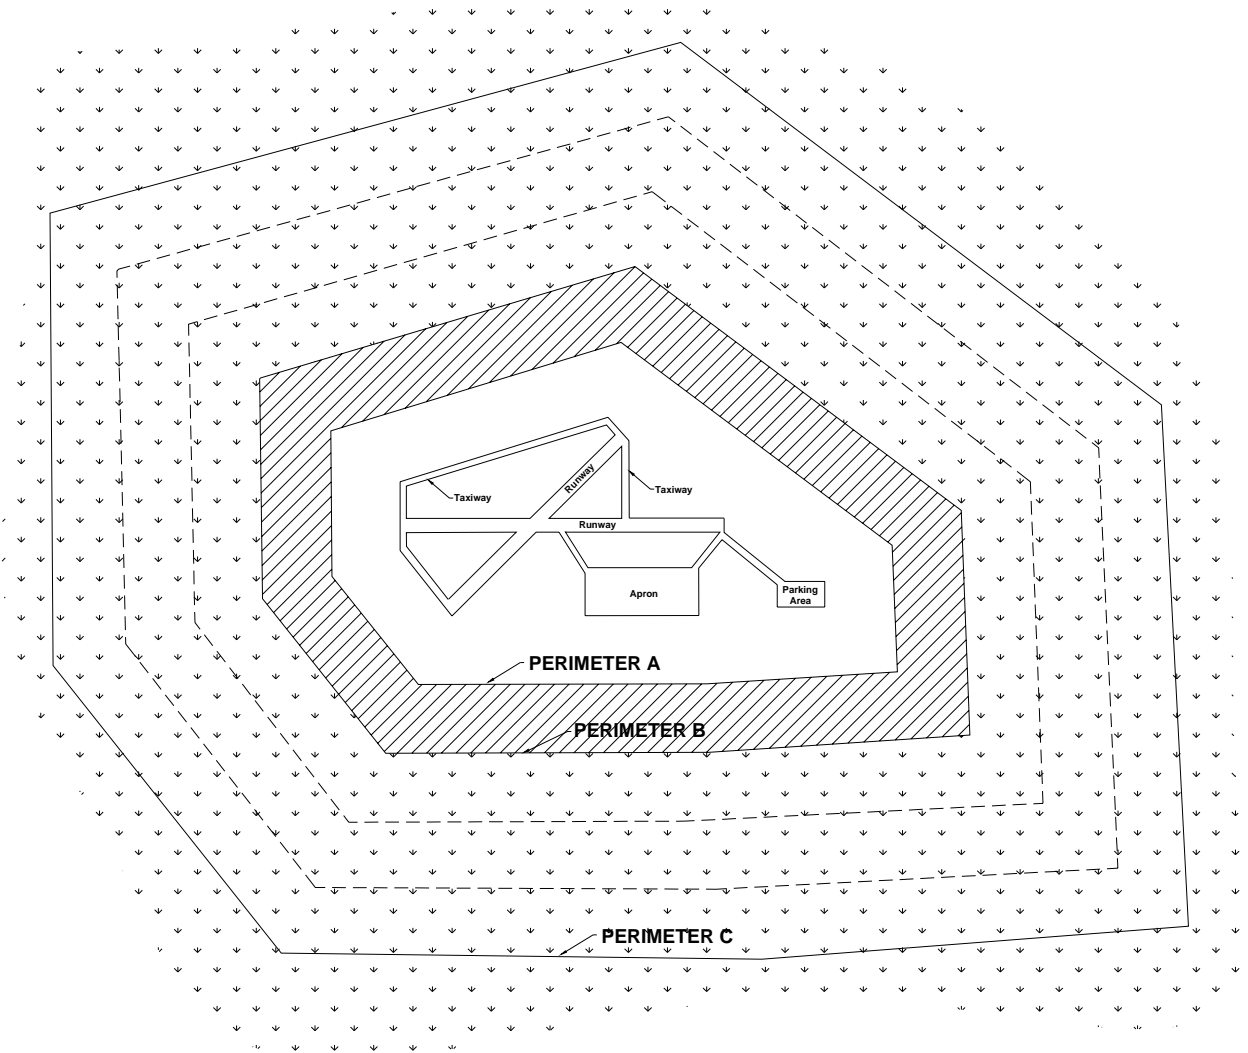 Runway
Taxiway
Taxiway
Runway
Apron
Parking
Area
PERIMETER A
PERIMETER B
PERIMETER C